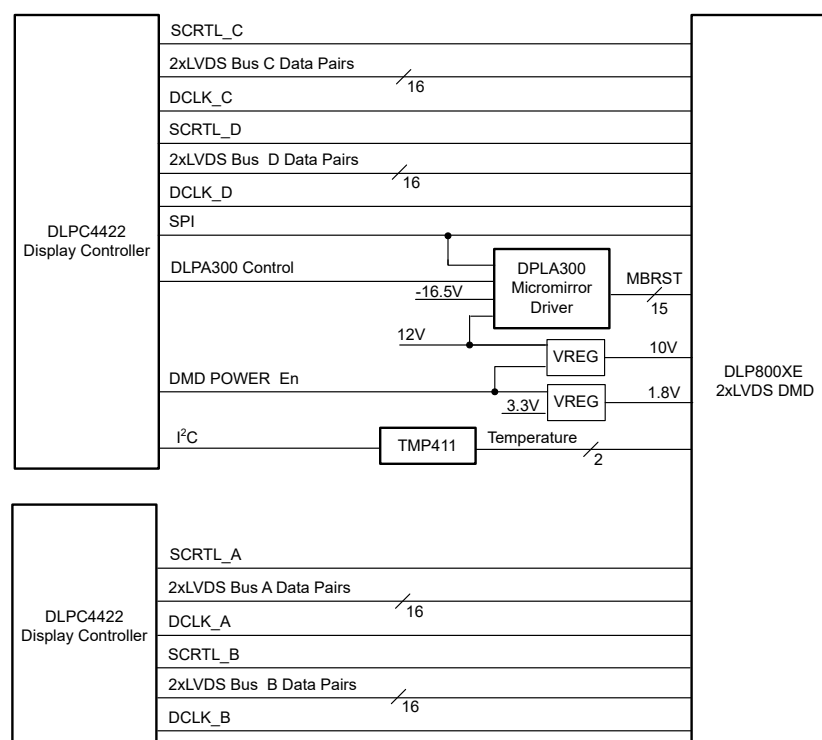 SCRTL_C
2xLVDS Bus C Data Pairs
16
DCLK_C
SCRTL_D
2xLVDS Bus  D Data Pairs
16
DCLK_D
SPI
DLPC4422
Display Controller
DLPA300 Control
-16.5V
DPLA300
Micromirror
Driver
MBRST
15
12V
VREG
10V
DMD POWER  En
3.3V
VREG
1.8V
DLP800XE
2xLVDS DMD
I²C
TMP411
Temperature
2
SCRTL_A
2xLVDS Bus A Data Pairs
16
DLPC4422
Display Controller
DCLK_A
SCRTL_B
2xLVDS Bus  B Data Pairs
16
DCLK_B